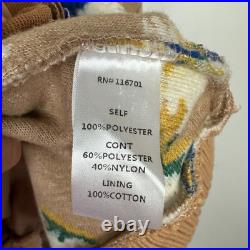 RN# 116701
SELF
100%POLYESTER
CONT
60%POLYESTER
40%NYLON
LINING
100%COTTON